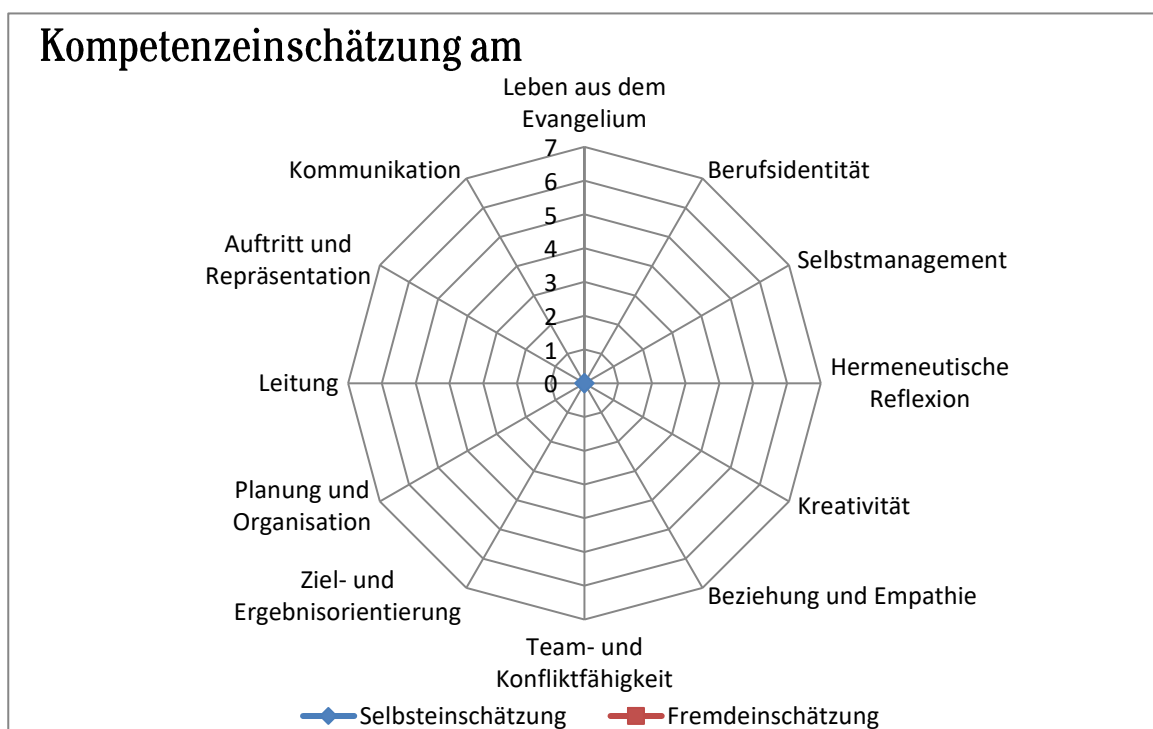 Kompetenzeinschätzung am
Leben aus dem
Evangelium
Berufsidentität
Selbstmanagement
Hermeneutische
Reflexion
Kreativität
Beziehung und Empathie
Team- und
Konfliktfähigkeit
Ziel- und
Ergebnisorientierung
Planung und
Organisation
Leitung
Auftritt und
Repräsentation
Kommunikation
7
6
5
4
3
2
1
0
Selbsteinschätzung
Fremdeinschätzung